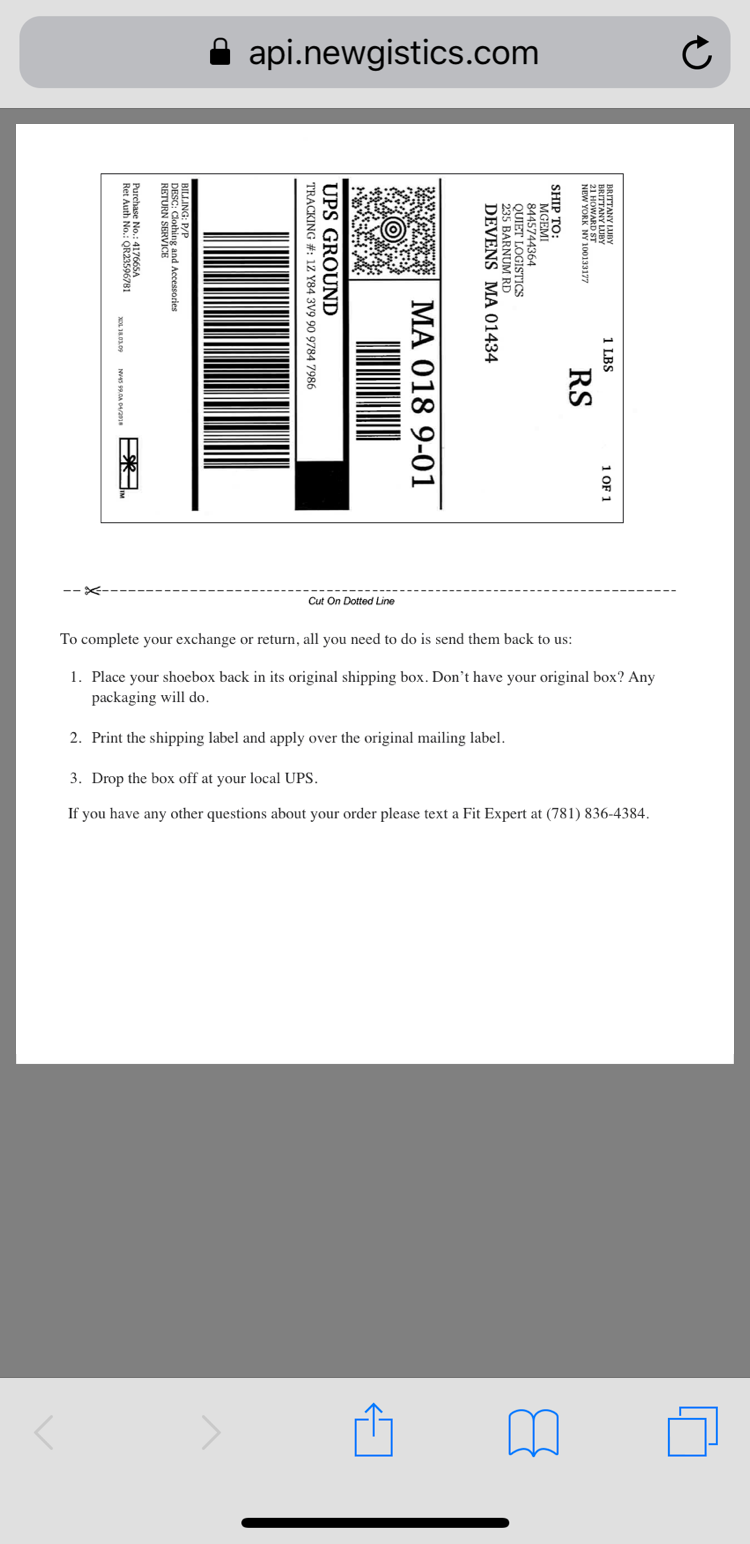 api.newgistics.com
BRITTANY LUBY
BRITTANY LUBY
21 HOWARD ST
NEW YORK NY 100133177
1 LBS
1 OF 1
RS
SHIP TO:
MGEMI
8445744364
QUIET LOGISTICS
235 BARNUM RD
DEVENS MA 01434
MA 018 9-01
UPS GROUND
TRACKING #: 1Z Y84 3V9 90 9784 7986
BILLING: P/P
DESC: Clothing and Accessories
RETURN SERVICE
Purchase No.: 417665A
Ret Auth No.: QR23596781
XOL 18.03.09
NV45 99.0A 04/2018
TM
Cut On Dotted Line
To complete your exchange or return, all you need to do is send them back to us:
1. Place your shoebox back in its original shipping box. Don’t have your original box? Any
packaging will do.
2. Print the shipping label and apply over the original mailing label.
3. Drop the box off at your local UPS.
If you have any other questions about your order please text a Fit Expert at (781) 836-4384.